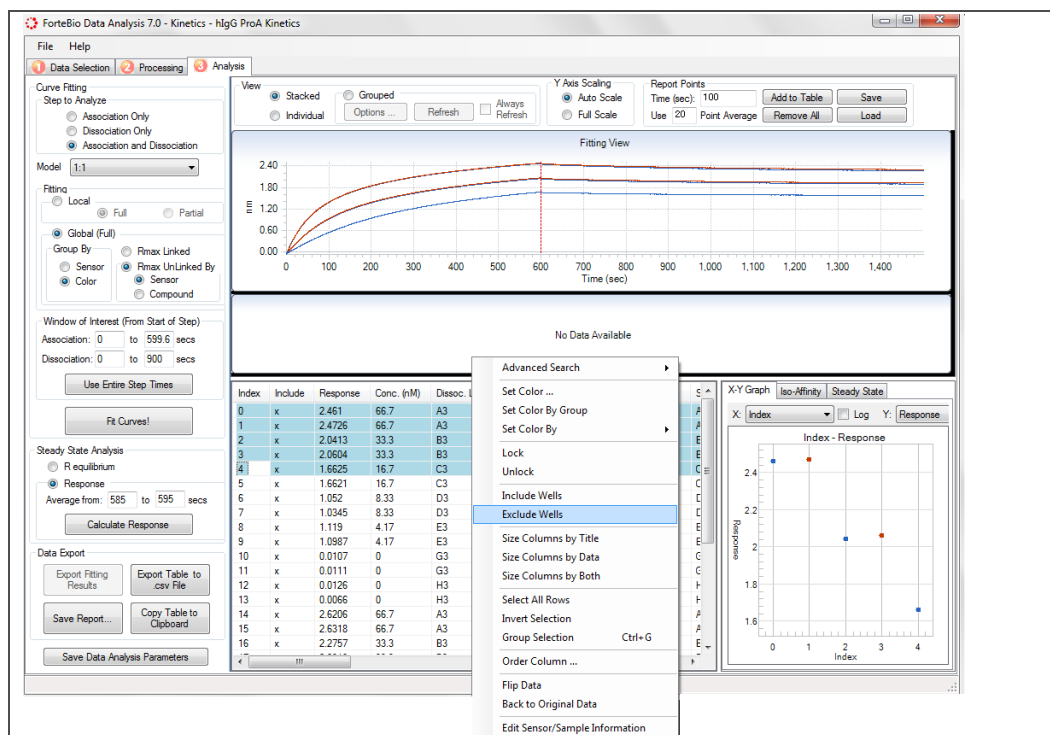 ForteBio Data Analysis 7.0 - Kinetics - hIgG ProA Kinetics
File Help
1 Data Selection 2 Processing 3 Analysis
Curve Fitting
Step to Analyze
Association Only
Dissociation Only
Association and Dissociation
Model 1:1
Fitting
Local
Full Partial
Global (Full)
Group By
Sensor
Color
Rmax Linked
Rmax UnLinked By
Sensor
Compound
Window of Interest (From Start of Step)
Association: 0 to 599.6 secs
Dissociation: 0 to 900 secs
Use Entire Step Times
Fit Curves!
Steady State Analysis
R equilibrium
Response
Average from: 585 to 595 secs
Calculate Response
Data Export
Export Fitting Results
Export Table to .csv File
Save Report...
Copy Table to Clipboard
Save Data Analysis Parameters
View
Stacked Grouped
Individual Options ... Refresh Always Refresh
Y Axis Scaling
Auto Scale
Full Scale
Report Points
Time (sec): 100 Add to Table Save
Use 20 Point Average Remove All Load
Fitting View
2.40
1.80
1.20
0.60
0.00
nm
0 100 200 300 400 500 600 700 800 900 1,000 1,100 1,200 1,300 1,400
Time (sec)
No Data Available
Index Include Response Conc. (nM) Dissoc. L
0 x 2.461 66.7 A3
1 x 2.4726 66.7 A3
2 x 2.0413 33.3 B3
3 x 2.0604 33.3 B3
4 x 1.6625 16.7 C3
5 x 1.6621 16.7 C3
6 x 1.052 8.33 D3
7 x 1.0345 8.33 D3
8 x 1.119 4.17 E3
9 x 1.0987 4.17 E3
10 x 0.0107 0 G3
11 x 0.0111 0 G3
12 x 0.0126 0 H3
13 x 0.0066 0 H3
14 x 2.6206 66.7 A3
15 x 2.6318 66.7 A3
16 x 2.2757 33.3 B3
Advanced Search
Set Color ...
Set Color By Group
Set Color By
Lock
Unlock
Include Wells
Exclude Wells
Size Columns by Title
Size Columns by Data
Size Columns by Both
Select All Rows
Invert Selection
Group Selection Ctrl+G
Order Column ...
Flip Data
Back to Original Data
Edit Sensor/Sample Information
X-Y Graph Iso-Affinity Steady State
X: Index Log Y: Response
Index - Response
2.4
2.2
2
1.8
1.6
Response
0 1 2 3 4
Index